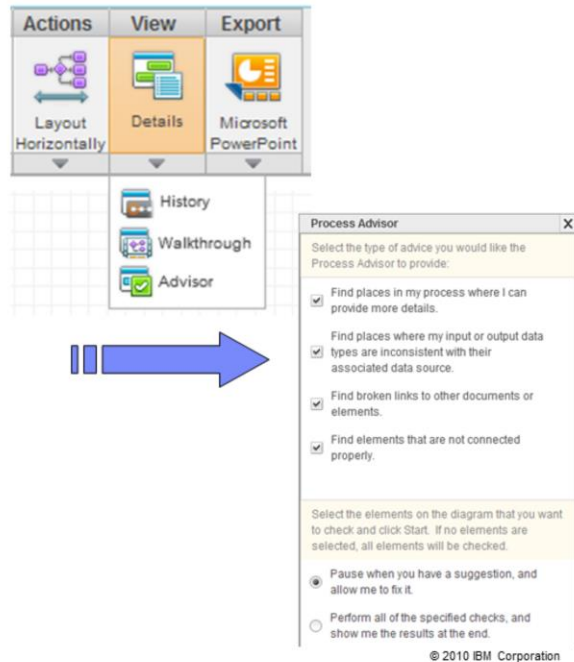 Actions View Export
Layout Horizontally
Details
Microsoft PowerPoint
History
Walkthrough
Advisor
Process Advisor X
Select the type of advice you would like the
Process Advisor to provide:
Find places in my process where I can
provide more details.
Find places where my input or output data
types are inconsistent with their
associated data source.
Find broken links to other documents or
elements.
Find elements that are not connected
properly.
Select the elements on the diagram that you want
to check and click Start. If no elements are
selected, all elements will be checked.
Pause when you have a suggestion, and
allow me to fix it.
Perform all of the specified checks, and
show me the results at the end.
© 2010 IBM Corporation